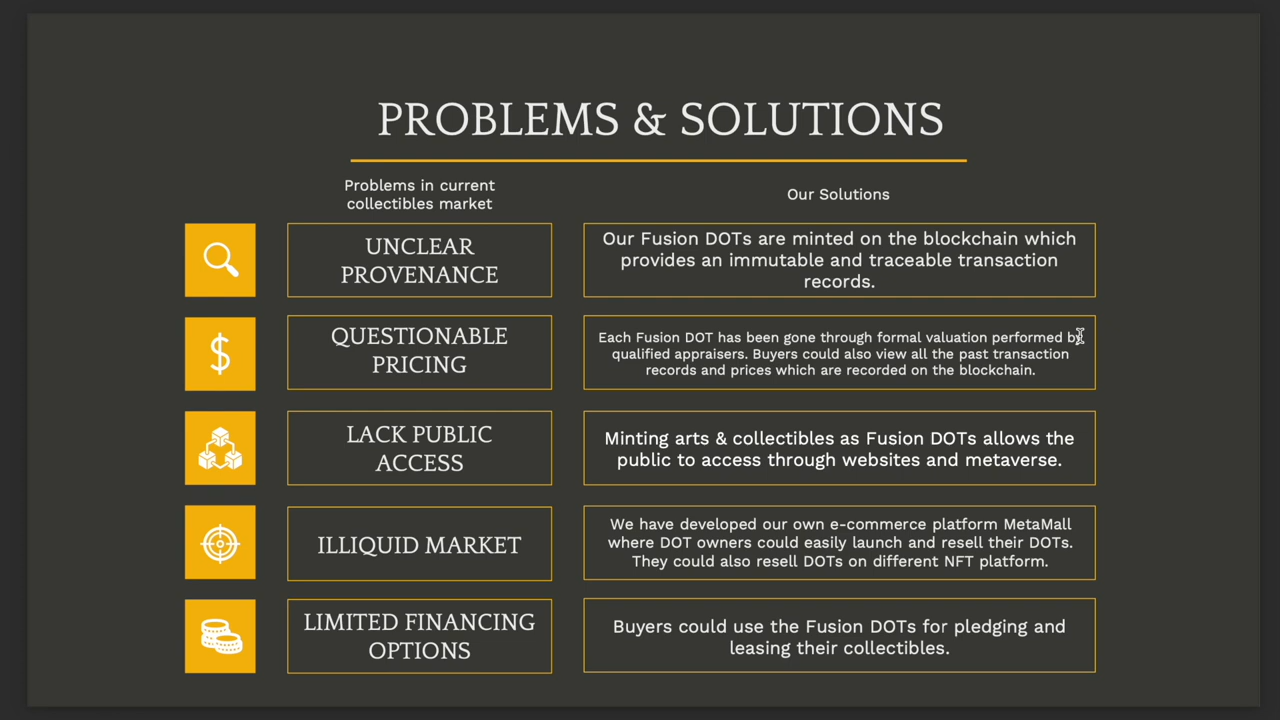 PROBLEMS & SOLUTIONS
Problems in current
collectibles market
Our Solutions
UNCLEAR
PROVENANCE
Our Fusion DOTs are minted on the blockchain which
provides an immutable and traceable transaction
records.
$
QUESTIONABLE
PRICING
Each Fusion DOT has been gone through formal valuation performed by
qualified appraisers. Buyers could also view all the past transaction
records and prices which are recorded on the blockchain.
LACK PUBLIC
ACCESS
Minting arts & collectibles as Fusion DOTs allows the
public to access through websites and metaverse.
ILLIQUID MARKET
We have developed our own e-commerce platform MetaMall
where DOT owners could easily launch and resell their DOTs.
They could also resell DOTs on different NFT platform.
LIMITED FINANCING
OPTIONS
Buyers could use the Fusion DOTs for pledging and
leasing their collectibles.